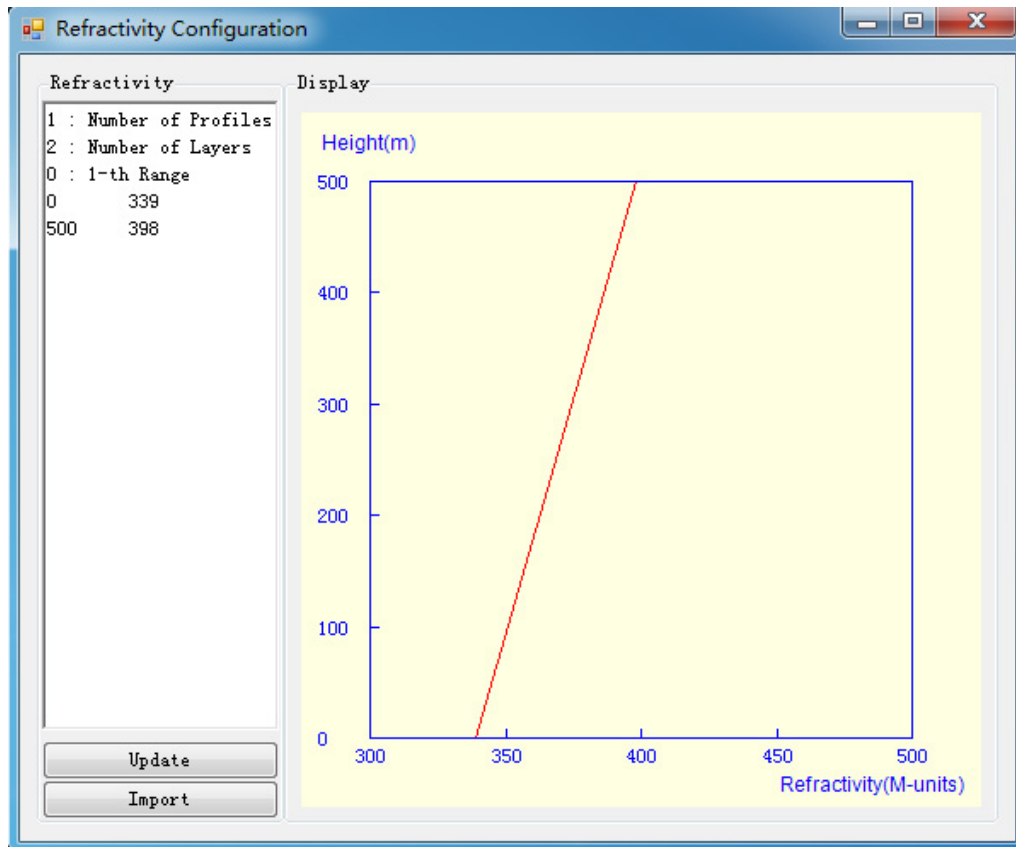 Refractivity Configuration
Refractivity
1 : Number of Profiles
2 : Number of Layers
0 : 1-th Range
0 339
500 398
Update
Import
Display
Height(m)
500
400
300
200
100
0
300 350 400 450 500
Refractivity(M-units)